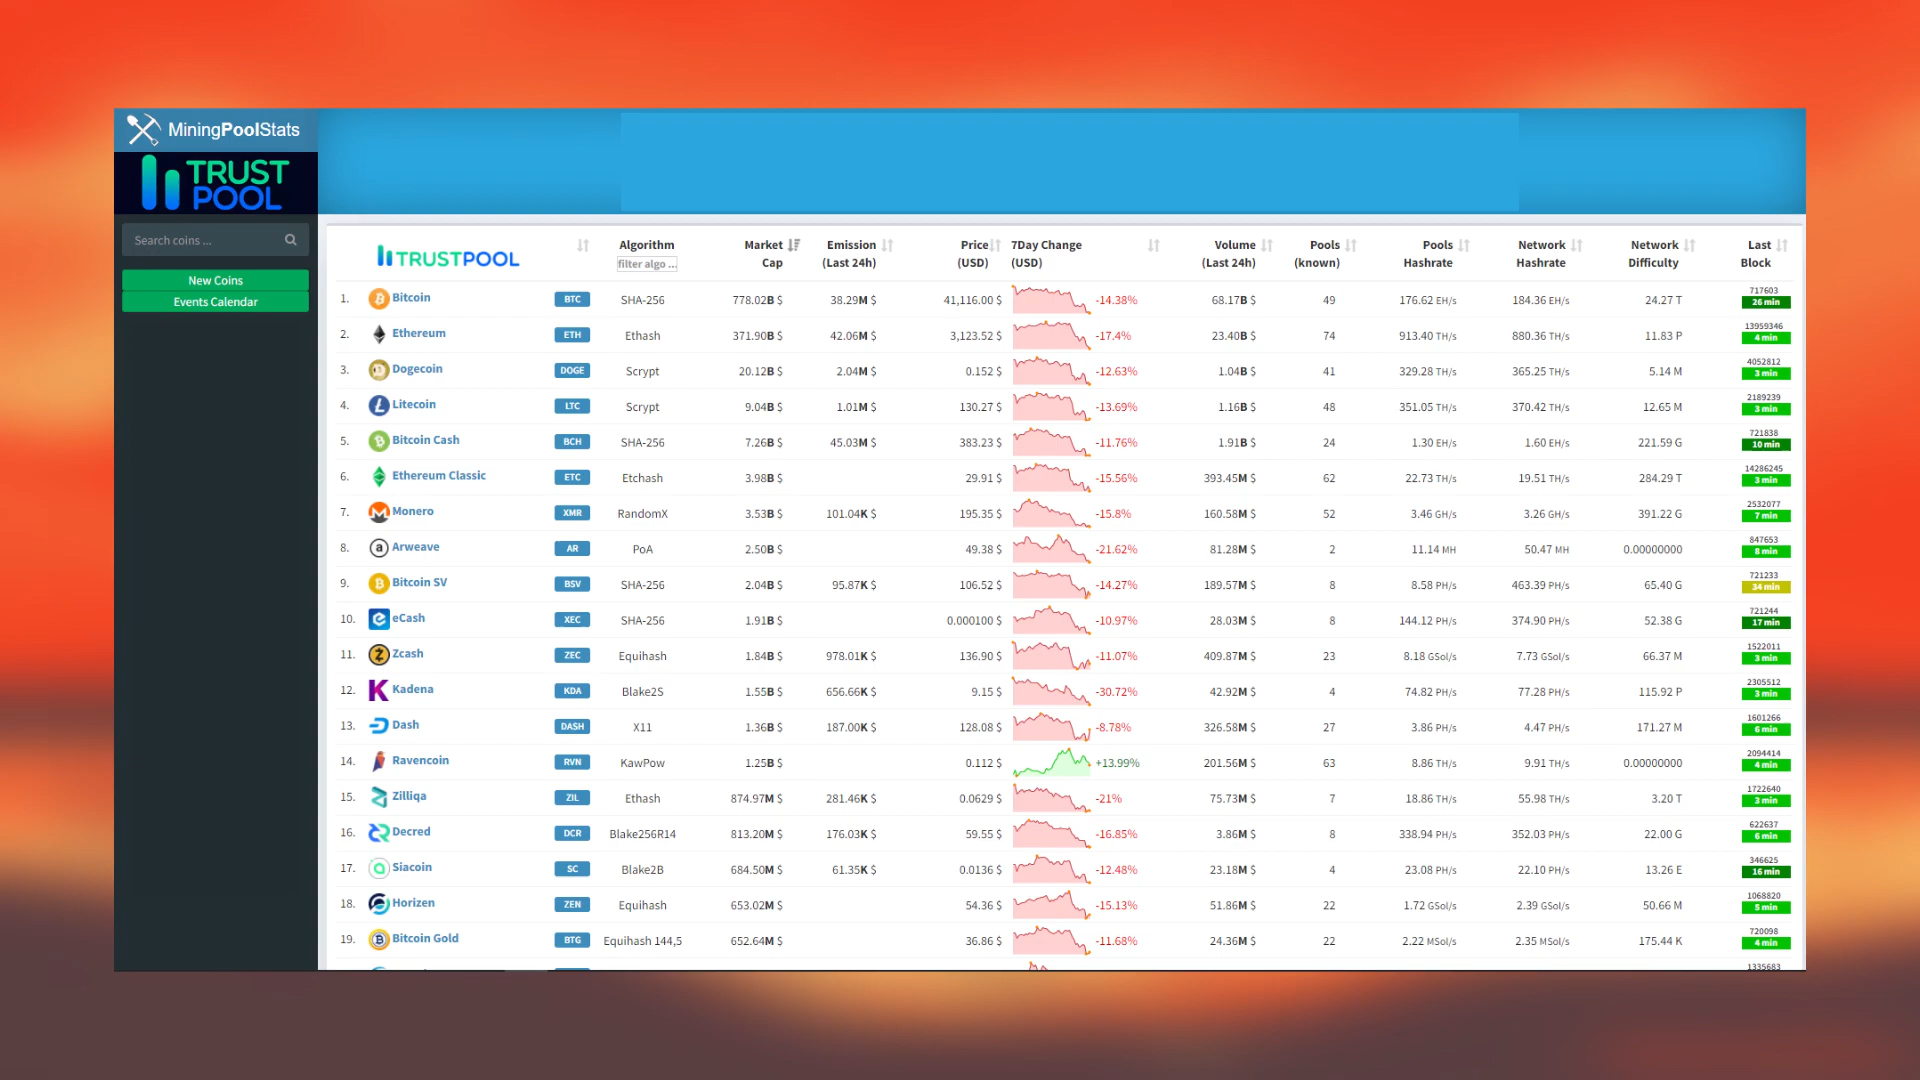 MiningPoolStats
TRUST
POOL
Search coins ...
New Coins
Events Calendar
TRUSTPOOL Algorithm filter algo ... Market Cap Emission (Last 24h) Price (USD) 7Day Change (USD) Volume (Last 24h) Pools (known) Pools Hashrate Network Hashrate Network Difficulty Last Block
1. Bitcoin BTC SHA-256 778.02B $ 38.29M $ 41,116.00 $ -14.38% 68.17B $ 49 176.62 EH/s 184.36 EH/s 24.27 T 717603 26 min
2. Ethereum ETH Ethash 371.90B $ 42.06M $ 3,123.52 $ -17.4% 23.40B $ 74 913.40 TH/s 880.36 TH/s 11.83 P 13959346 4 min
3. Dogecoin DOGE Scrypt 20.12B $ 2.04M $ 0.152 $ -12.63% 1.04B $ 41 329.28 TH/s 365.25 TH/s 5.14 M 4052812 3 min
4. Litecoin LTC Scrypt 9.04B $ 1.01M $ 130.27 $ -13.69% 1.16B $ 48 351.05 TH/s 370.42 TH/s 12.65 M 2189239 3 min
5. Bitcoin Cash BCH SHA-256 7.26B $ 45.03M $ 383.23 $ -11.76% 1.91B $ 24 1.30 EH/s 1.60 EH/s 221.59 G 721838 10 min
6. Ethereum Classic ETC Etchash 3.98B $ 29.91 $ -15.56% 393.45M $ 62 22.73 TH/s 19.51 TH/s 284.29 T 14286245 3 min
7. Monero XMR RandomX 3.53B $ 101.04K $ 195.35 $ -15.8% 160.58M $ 52 3.46 GH/s 3.26 GH/s 391.22 G 2532077 7 min
8. Arweave AR PoA 2.50B $ 49.38 $ -21.62% 81.28M $ 2 11.14 MH 50.47 MH 0.00000000 847653 8 min
9. Bitcoin SV BSV SHA-256 2.04B $ 95.87K $ 106.52 $ -14.27% 189.57M $ 8 8.58 PH/s 463.39 PH/s 65.40 G 721233 34 min
10. eCash XEC SHA-256 1.91B $ 0.000100 $ -10.97% 28.03M $ 8 144.12 PH/s 374.90 PH/s 52.38 G 721244 17 min
11. Zcash ZEC Equihash 1.84B $ 978.01K $ 136.90 $ -11.07% 409.87M $ 23 8.18 GSol/s 7.73 GSol/s 66.37 M 1522011 3 min
12. Kadena KDA Blake2S 1.55B $ 656.66K $ 9.15 $ -30.72% 42.92M $ 4 74.82 PH/s 77.28 PH/s 115.92 P 2305512 3 min
13. Dash DASH X11 1.36B $ 187.00K $ 128.08 $ -8.78% 326.58M $ 27 3.86 PH/s 4.47 PH/s 171.27 M 1601266 6 min
14. Ravencoin RVN KawPow 1.25B $ 0.112 $ +13.99% 201.56M $ 63 8.86 TH/s 9.91 TH/s 0.00000000 2094414 4 min
15. Zilliqa ZIL Ethash 874.97M $ 281.46K $ 0.0629 $ -21% 75.73M $ 7 18.86 TH/s 55.98 TH/s 3.20 T 1722640 3 min
16. Decred DCR Blake256R14 813.20M $ 176.03K $ 59.55 $ -16.85% 3.86M $ 8 338.94 PH/s 352.03 PH/s 22.00 G 622637 6 min
17. Siacoin SC Blake2B 684.50M $ 61.35K $ 0.0136 $ -12.48% 23.18M $ 4 23.08 PH/s 22.10 PH/s 13.26 E 346625 16 min
18. Horizen ZEN Equihash 653.02M $ 54.36 $ -15.13% 51.86M $ 22 1.72 GSol/s 2.39 GSol/s 50.66 M 1068820 5 min
19. Bitcoin Gold BTG Equihash 144,5 652.64M $ 36.86 $ -11.68% 24.36M $ 22 2.22 MSol/s 2.35 MSol/s 175.44 K 720098 4 min
1335683